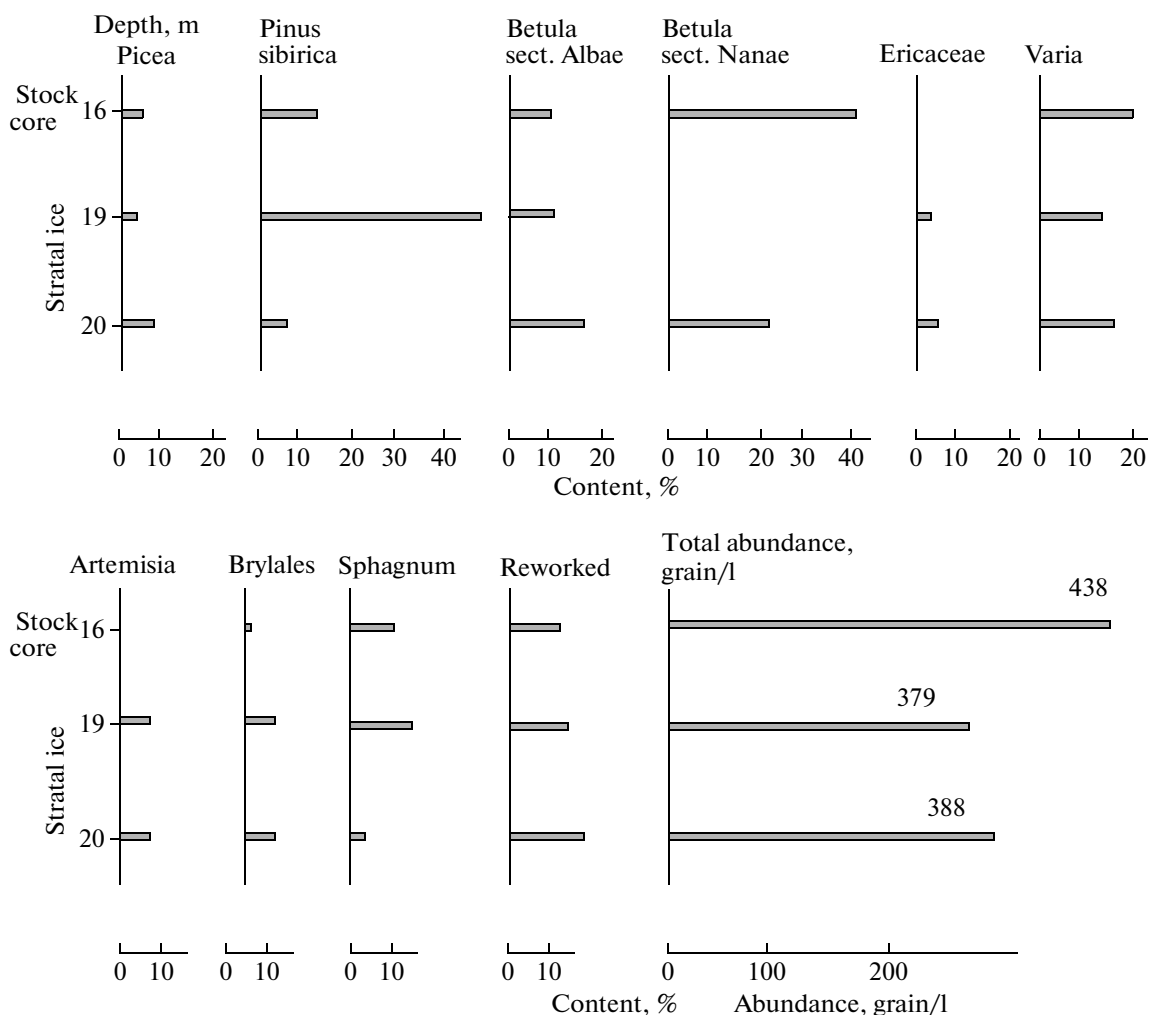 Depth, m
Picea
Pinus
sibirica
Betula
sect. Albae
Betula
sect. Nanae
Ericaceae
Varia
Stock
core
16
Stratal ice
19
20
0 10 20
0 10 20 30 40
0 10 20
0 10 20 30 40
0 10 20
0 10 20
Content, %
Artemisia
Brylales
Sphagnum
Reworked
Total abundance,
grain/l
438
Stock
core
16
379
Stratal ice
19
388
20
0 10
0 10
0 10
0 10
0 100 200
Content, %
Abundance, grain/l